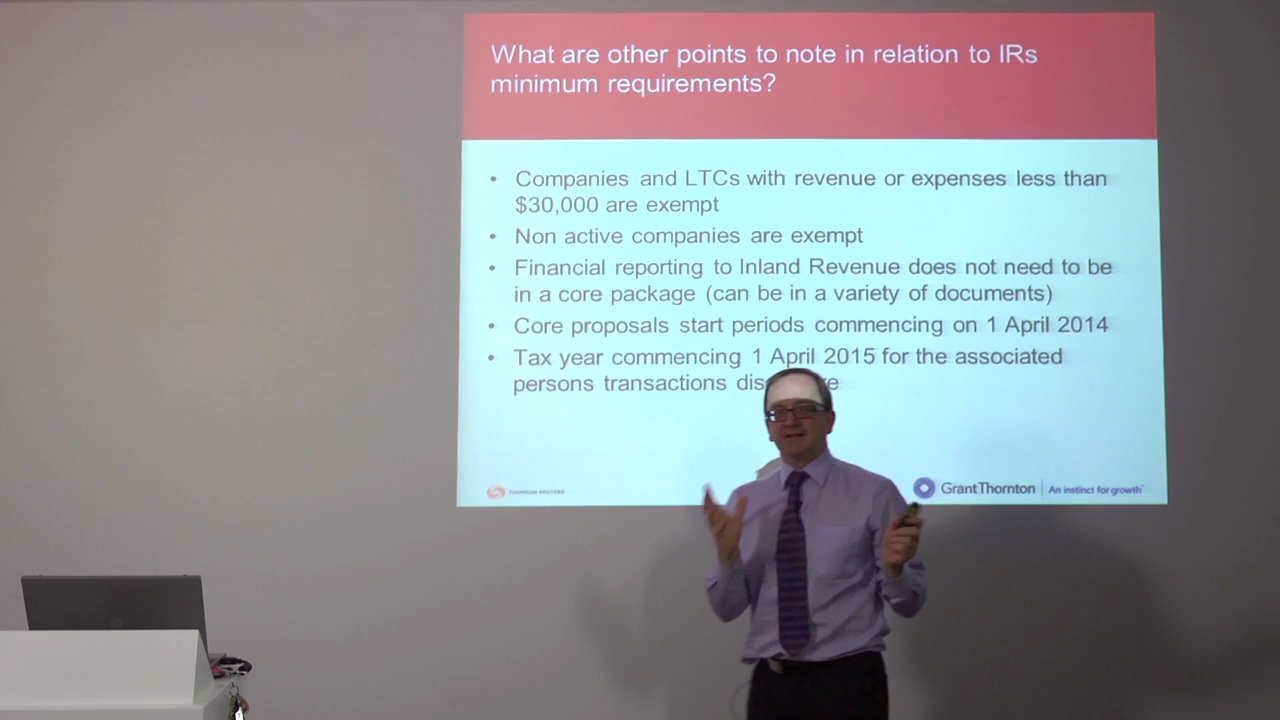 What are other points to note in relation to IRs
minimum requirements?
• Companies and LTCs with revenue or expenses less than
$30,000 are exempt
• Non active companies are exempt
• Financial reporting to Inland Revenue does not need to be
in a core package (can be in a variety of documents)
• Core proposals start periods commencing on 1 April 2014
• Tax year commencing 1 April 2015 for the associated
persons transactions
THOMSON REUTERS
GrantThornton
An instinct for growth